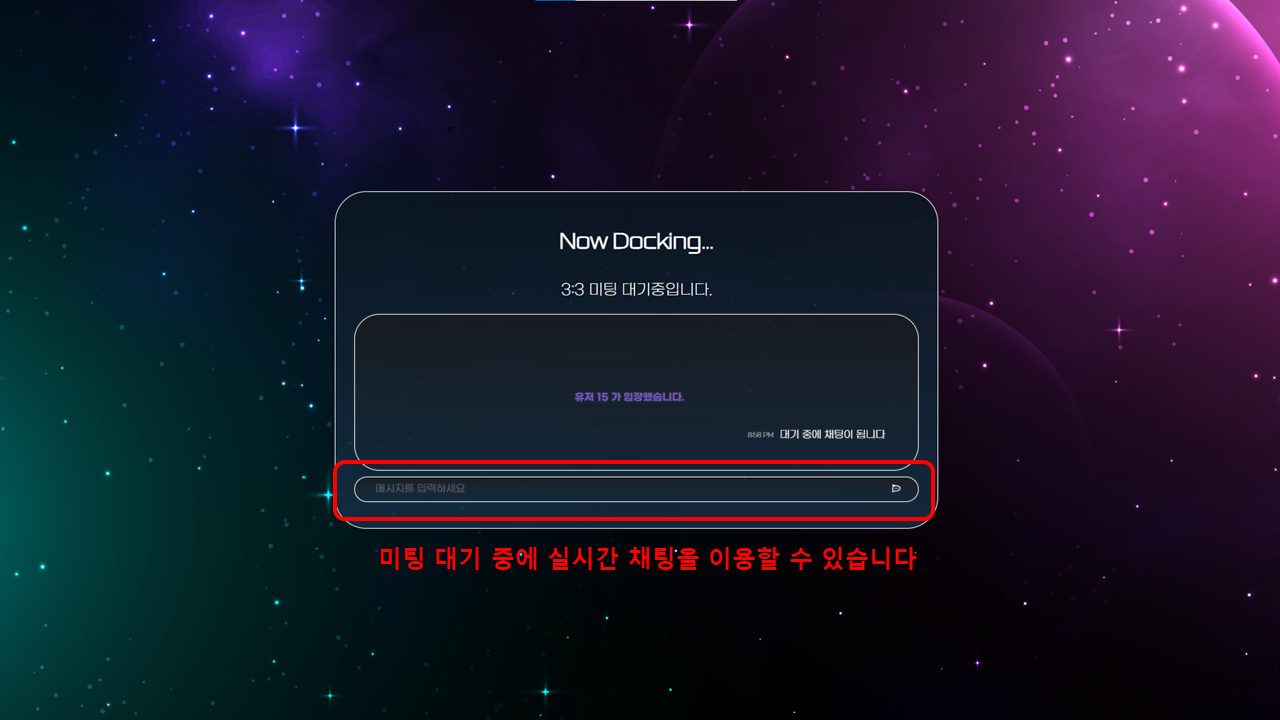 Now Docking...
3:3 미팅 대기중입니다.
유저 15 가 입장했습니다.
8:58 PM 대기 중에 채팅이 됩니다
메시지를 입력하세요
미팅 대기 중에 실시간 채팅을 이용할 수 있습니다